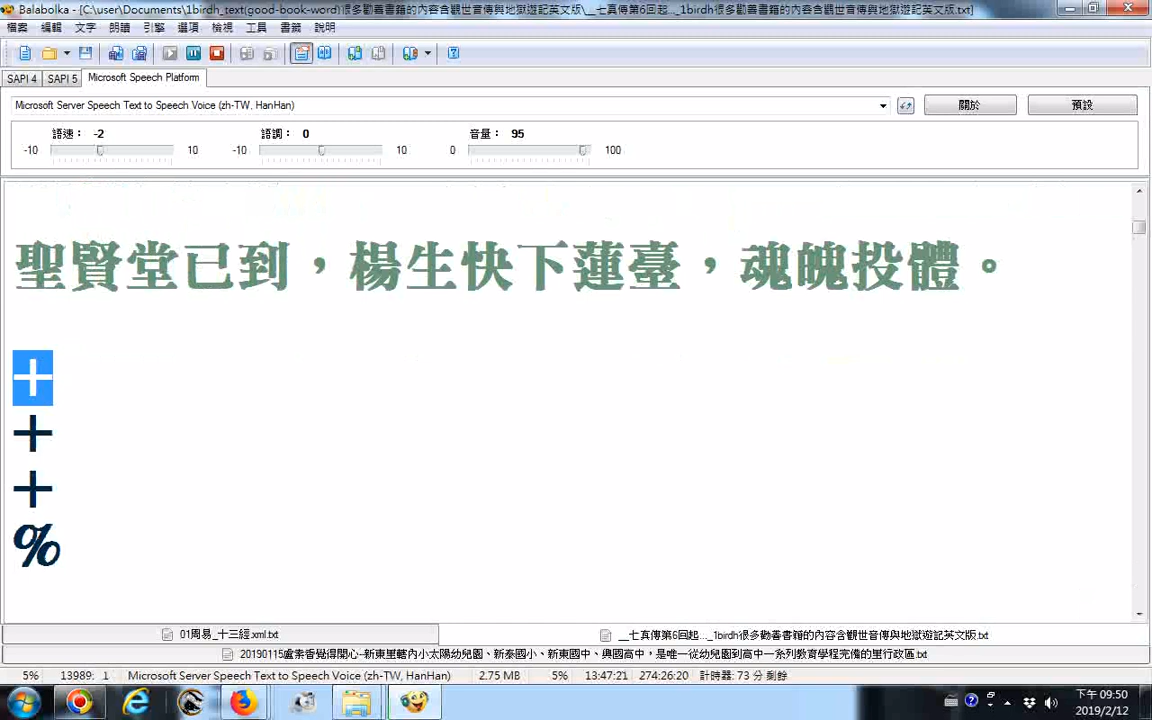 Balabolka - [C:\user\Documents\1birdh_text(good-book-word)很多勸善書籍的內容含觀世音傳與地獄遊記英文版\__七真傳第6回起..._1birdh很多勸善書籍的內容含觀世音傳與地獄遊記英文版.txt]
檔案 編輯 文字 朗讀 引擎 選項 檢視 工具 書籤 說明
SAPI 4 SAPI 5 Microsoft Speech Platform
Microsoft Server Speech Text to Speech Voice (zh-TW, HanHan) 關於 預設
語速： -2 語調： 0 音量： 95
-10 10 -10 10 0 100
聖賢堂已到，楊生快下蓮臺，魂魄投體。
+
+
+
%
01周易_十三經.xml.txt __七真傳第6回起..._1birdh很多勸善書籍的內容含觀世音傳與地獄遊記英文版.txt
20190115盧素香覺得開心-新東里轄內小太陽幼兒園、新泰國小、新東國中、典國高中，是唯一從幼兒園到高中一系列教育學程完備的里行政區.txt
5% 13989: 1 Microsoft Server Speech Text to Speech Voice (zh-TW, HanHan) 2.75 MB 5% 13:47:21 274:26:20 計時器: 73 分 剩餘
下午 09:50
2019/2/12